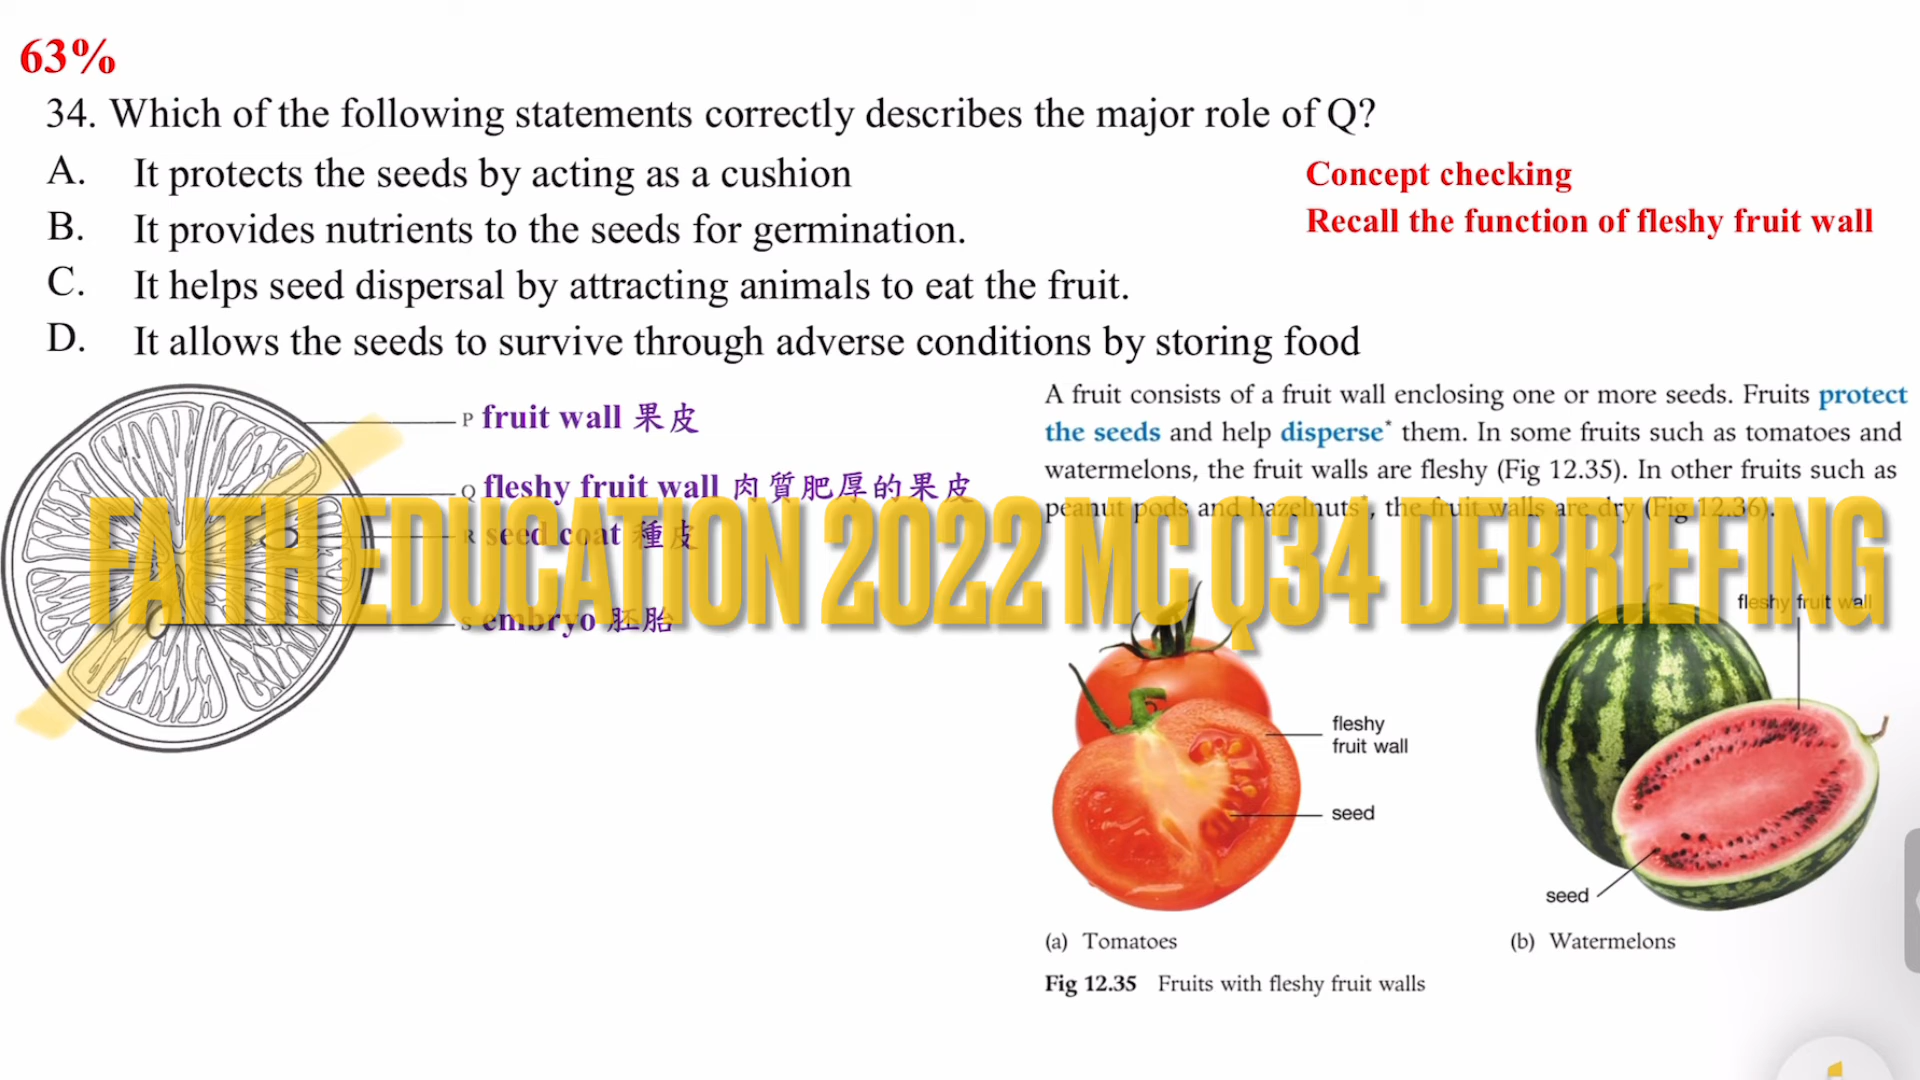 63%
34. Which of the following statements correctly describes the major role of Q?
A. It protects the seeds by acting as a cushion
B. It provides nutrients to the seeds for germination.
C. It helps seed dispersal by attracting animals to eat the fruit.
D. It allows the seeds to survive through adverse conditions by storing food
Concept checking
Recall the function of fleshy fruit wall
P fruit wall 果皮
Q fleshy fruit wall 肉質肥厚的果皮
R seed coat 種皮
S embryo 胚胎
A fruit consists of a fruit wall enclosing one or more seeds. Fruits protect
the seeds and help disperse* them. In some fruits such as tomatoes and
watermelons, the fruit walls are fleshy (Fig 12.35). In other fruits such as
peanut pods and hazelnuts*, the fruit walls are dry (Fig 12.36).
FAITH EDUCATION 2022 MC Q34 DEBRIEFING
fleshy
fruit wall
seed
(a) Tomatoes
fleshy fruit wall
seed
(b) Watermelons
Fig 12.35 Fruits with fleshy fruit walls